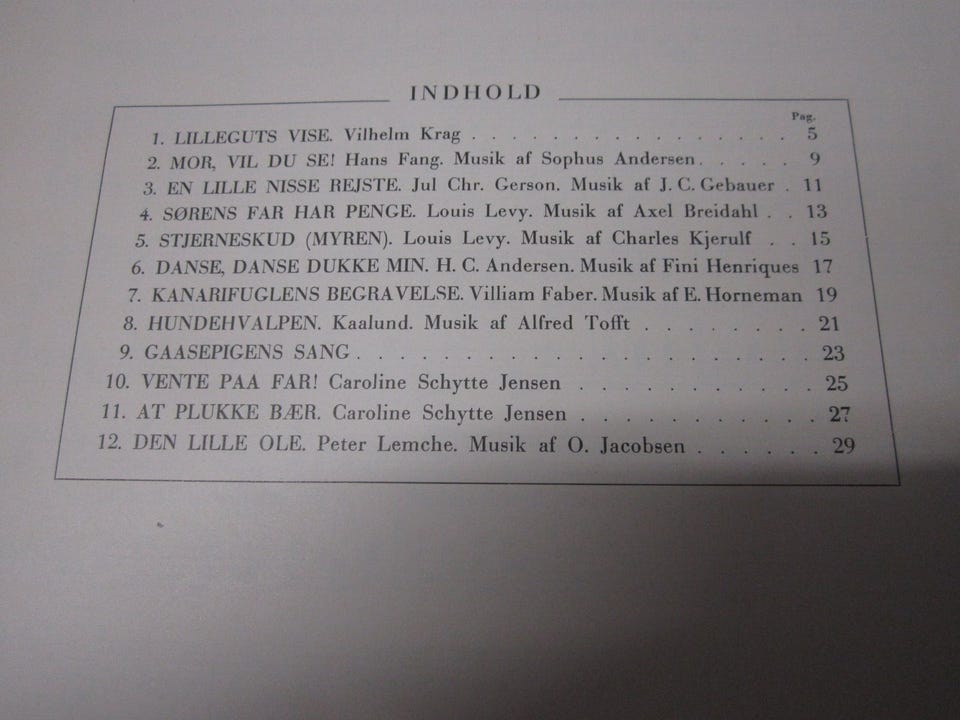 INDHOLD
Pag.
1. LILLEGUTS VISE. Vilhelm Krag . . . . . . . . . . . . . . . . 5
2. MOR, VIL DU SE! Hans Fang. Musik af Sophus Andersen . . . . . 9
3. EN LILLE NISSE REJSTE. Jul Chr. Gerson. Musik af J. C. Gebauer . 11
4. SØRENS FAR HAR PENGE. Louis Levy. Musik af Axel Breidahl . . 13
5. STJERNESKUD (MYREN). Louis Levy. Musik af Charles Kjerulf . . 15
6. DANSE, DANSE DUKKE MIN. H. C. Andersen. Musik af Fini Henriques 17
7. KANARIFUGLENS BEGRAVELSE. Villiam Faber. Musik af E. Horneman 19
8. HUNDEHVALPEN. Kaalund. Musik af Alfred Tofft . . . . . . . . 21
9. GAASEPIGENS SANG . . . . . . . . . . . . . . . . . . 23
10. VENTE PAA FAR! Caroline Schytte Jensen . . . . . . . . . . . 25
11. AT PLUKKE BÆR. Caroline Schytte Jensen . . . . . . . . . . . 27
12. DEN LILLE OLE. Peter Lemche. Musik af O. Jacobsen . . . . . . 29